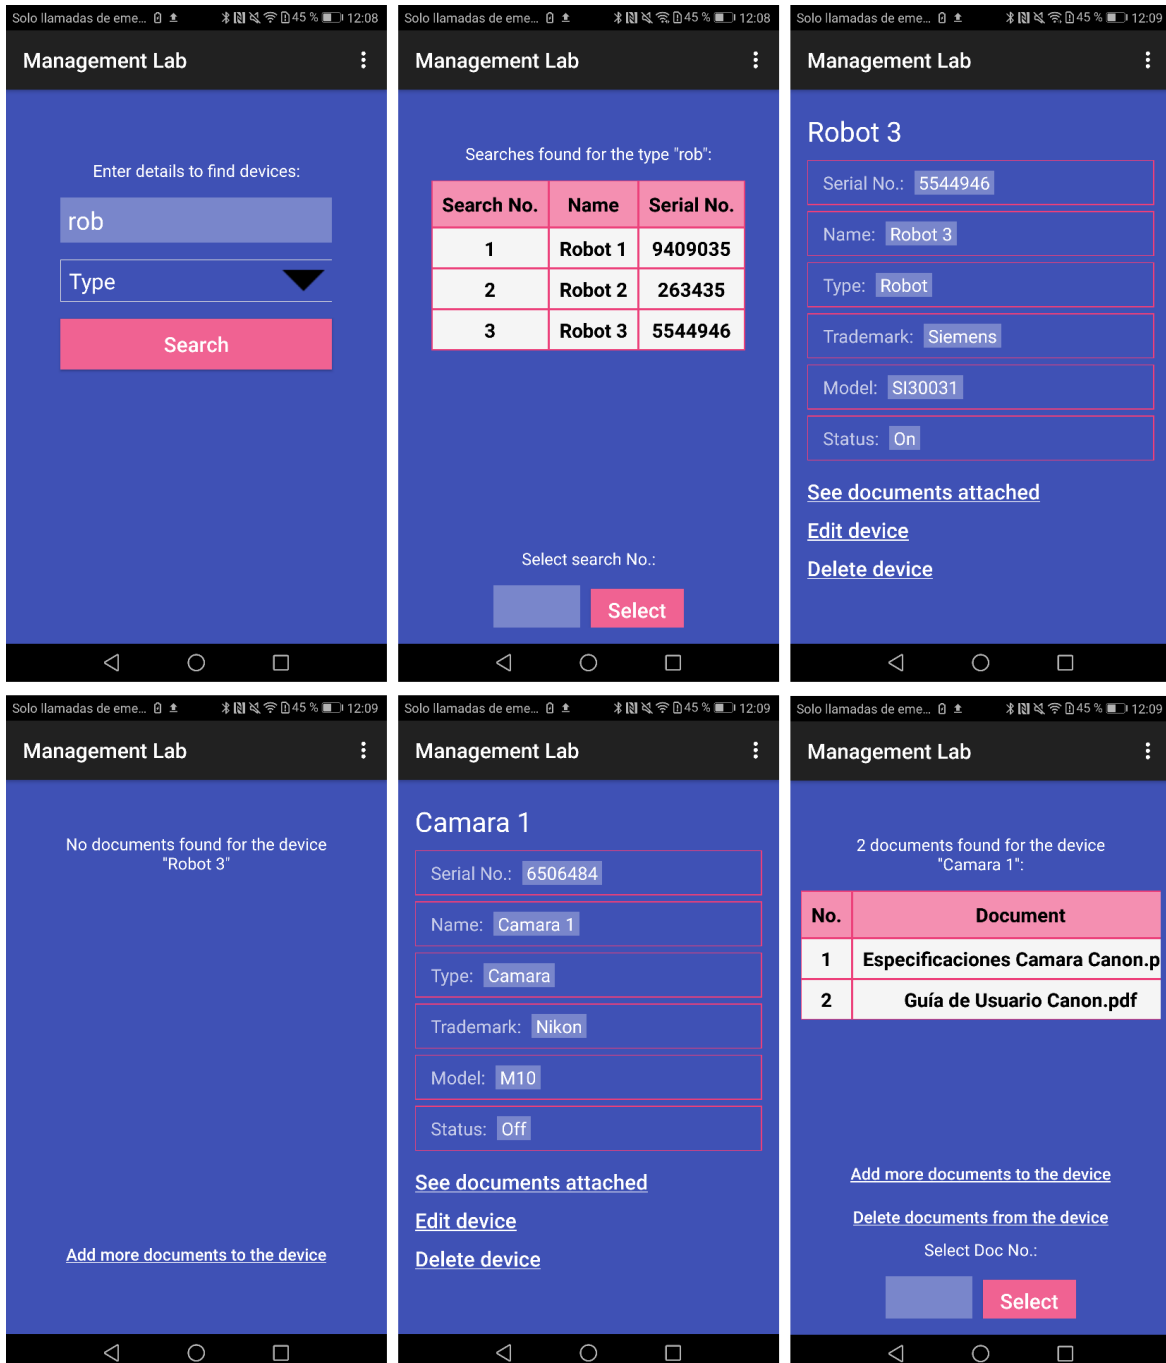 Solo llamadas de eme... 45 % 12:08
Management Lab
Enter details to find devices:
rob
Type
Search
Solo llamadas de eme... 45 % 12:08
Management Lab
Searches found for the type "rob":
Search No. Name Serial No.
1 Robot 1 9409035
2 Robot 2 263435
3 Robot 3 5544946
Select search No.:
Select
Solo llamadas de eme... 45 % 12:09
Management Lab
Robot 3
Serial No.: 5544946
Name: Robot 3
Type: Robot
Trademark: Siemens
Model: SI30031
Status: On
See documents attached
Edit device
Delete device
Solo llamadas de eme... 45 % 12:09
Management Lab
No documents found for the device
"Robot 3"
Add more documents to the device
Solo llamadas de eme... 45 % 12:09
Management Lab
Camara 1
Serial No.: 6506484
Name: Camara 1
Type: Camara
Trademark: Nikon
Model: M10
Status: Off
See documents attached
Edit device
Delete device
Solo llamadas de eme... 45 % 12:09
Management Lab
2 documents found for the device
"Camara 1":
No. Document
1 Especificaciones Camara Canon.p
2 Guía de Usuario Canon.pdf
Add more documents to the device
Delete documents from the device
Select Doc No.:
Select